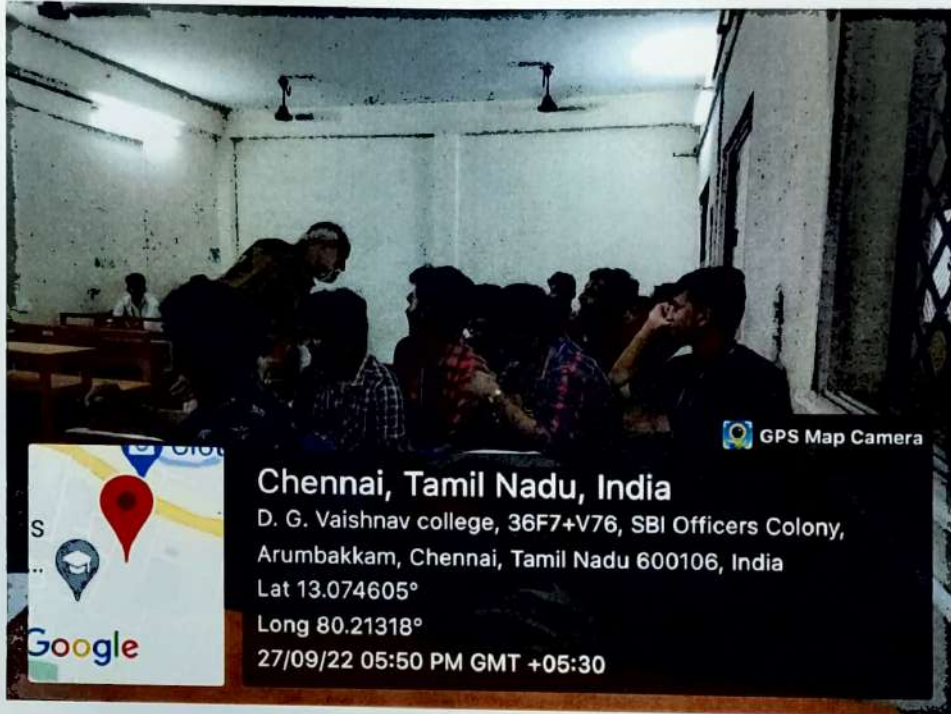 GPS Map Camera
Chennai, Tamil Nadu, India
D. G. Vaishnav college, 36F7+V76, SBI Officers Colony,
Arumbakkam, Chennai, Tamil Nadu 600106, India
Lat 13.074605°
Long 80.21318°
27/09/22 05:50 PM GMT +05:30
S
...
Google